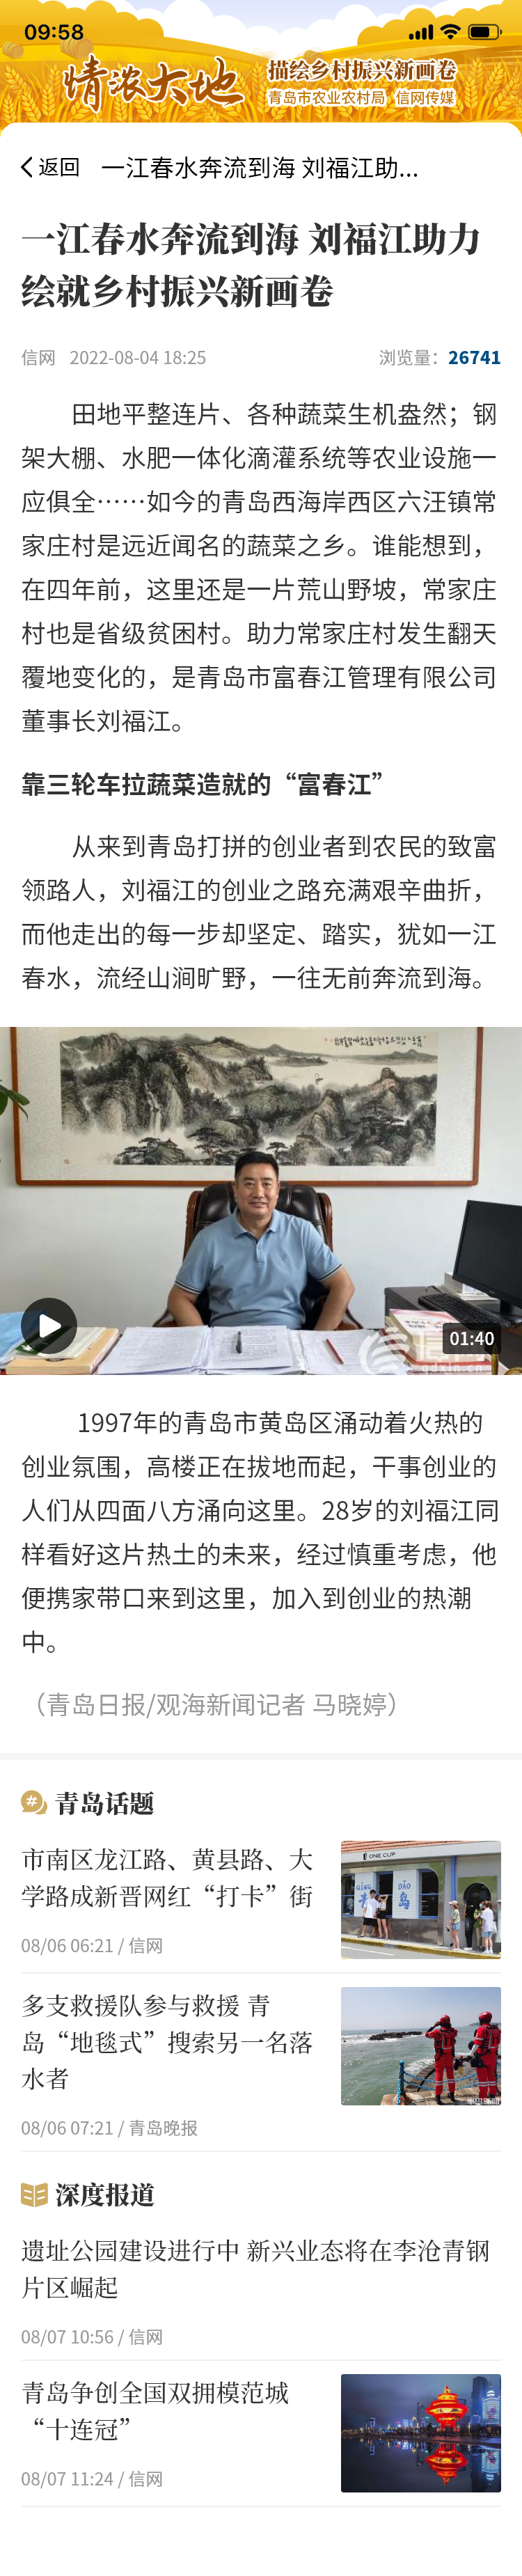 09:58
情浓大地
描绘乡村振兴新画卷
青岛市农业农村局 信网传媒
返回 一江春水奔流到海 刘福江助...
一江春水奔流到海 刘福江助力
绘就乡村振兴新画卷
信网 2022-08-04 18:25 浏览量：26741
田地平整连片、各种蔬菜生机盎然；钢
架大棚、水肥一体化滴灌系统等农业设施一
应俱全……如今的青岛西海岸西区六汪镇常
家庄村是远近闻名的蔬菜之乡。谁能想到，
在四年前，这里还是一片荒山野坡，常家庄
村也是省级贫困村。助力常家庄村发生翻天
覆地变化的，是青岛市富春江管理有限公司
董事长刘福江。
靠三轮车拉蔬菜造就的“富春江”
从来到青岛打拼的创业者到农民的致富
领路人，刘福江的创业之路充满艰辛曲折，
而他走出的每一步却坚定、踏实，犹如一江
春水，流经山涧旷野，一往无前奔流到海。
01:40
1997年的青岛市黄岛区涌动着火热的
创业氛围，高楼正在拔地而起，干事创业的
人们从四面八方涌向这里。28岁的刘福江同
样看好这片热土的未来，经过慎重考虑，他
便携家带口来到这里，加入到创业的热潮
中。
（青岛日报/观海新闻记者 马晓婷）
# 青岛话题
市南区龙江路、黄县路、大
学路成新晋网红“打卡”街
08/06 06:21 / 信网
ONE CUP
QING DAO
青 岛
多支救援队参与救援 青
岛“地毯式”搜索另一名落
水者
08/06 07:21 / 青岛晚报
深度报道
遗址公园建设进行中 新兴业态将在李沧青钢
片区崛起
08/07 10:56 / 信网
青岛争创全国双拥模范城
“十连冠”
08/07 11:24 / 信网